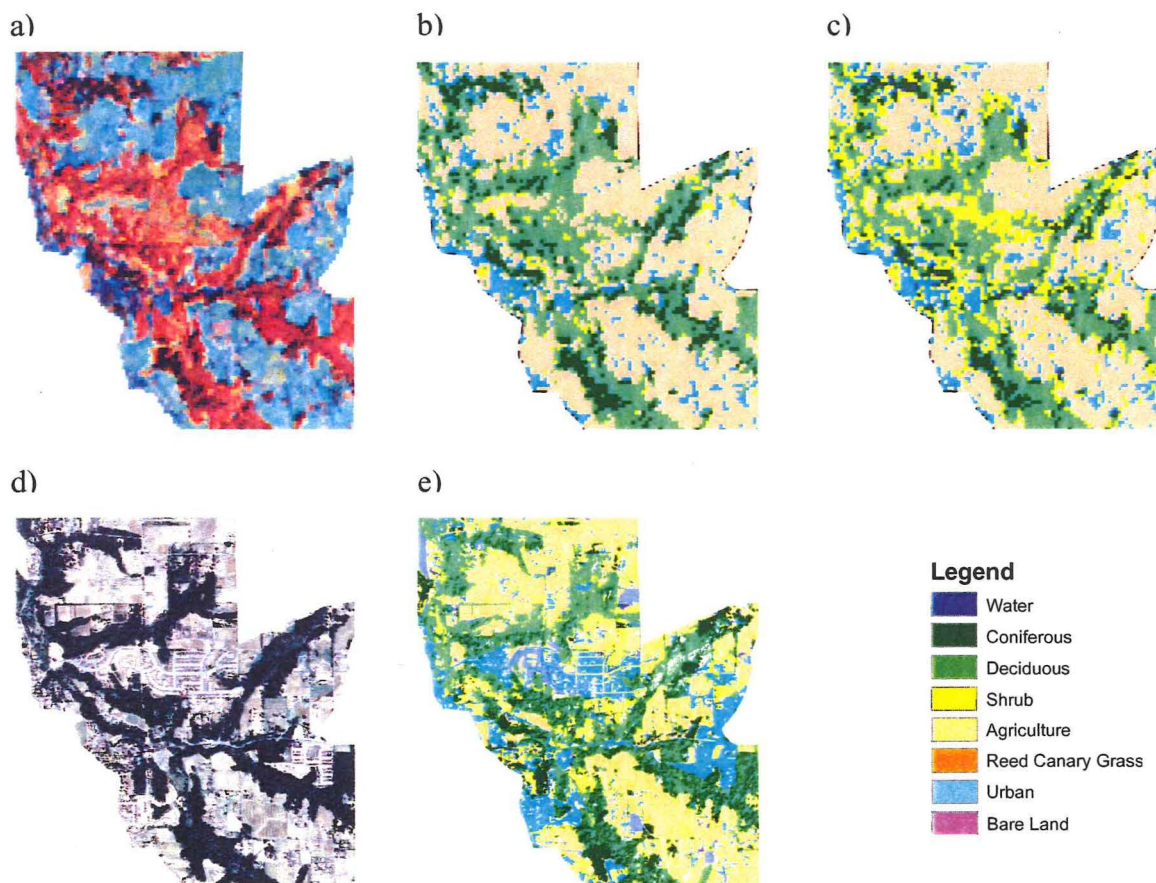 a)
b)
c)
d)
e)
Legend
Water
Coniferous
Deciduous
Shrub
Agriculture
Reed Canary Grass
Urban
Bare Land